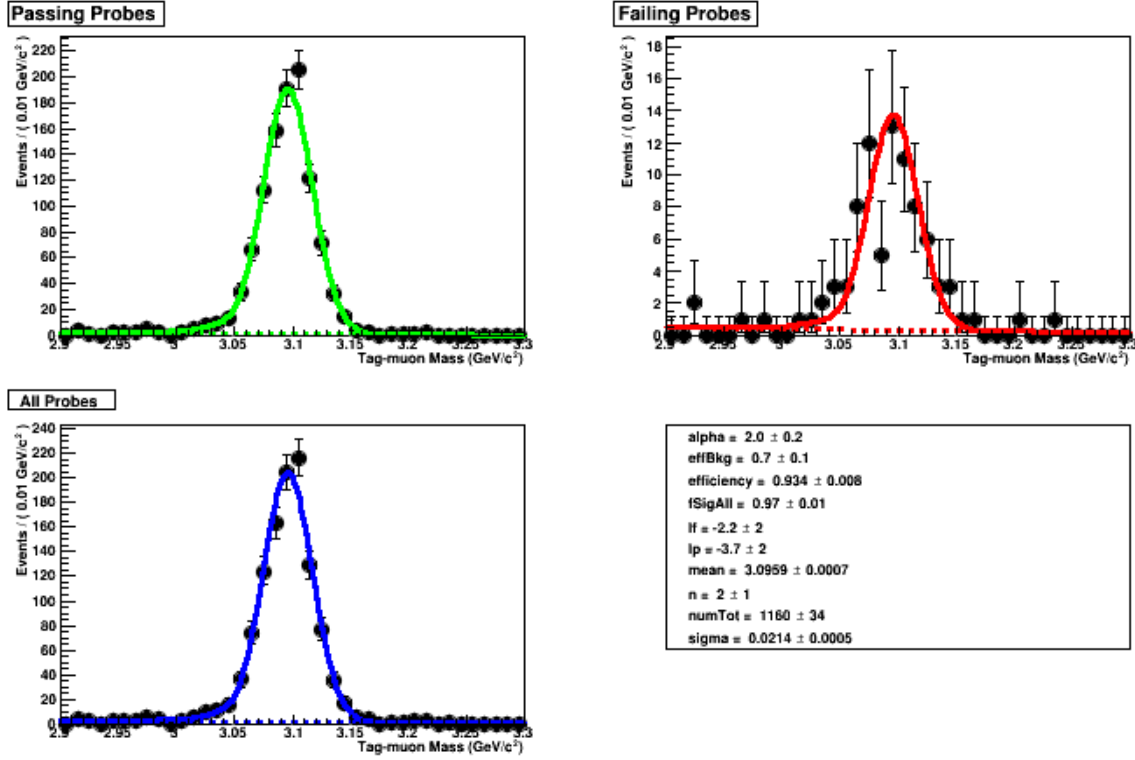 Passing Probes
Events / ( 0.01 GeV/c² )
220
200
180
160
140
120
100
80
60
40
20
0
2.9 2.95 3 3.05 3.1 3.15 3.2 3.25 3.3
Tag-muon Mass (GeV/c²)
Failing Probes
Events / ( 0.01 GeV/c² )
18
16
14
12
10
8
6
4
2
0
2.9 2.95 3 3.05 3.1 3.15 3.2 3.25 3.3
Tag-muon Mass (GeV/c²)
All Probes
Events / ( 0.01 GeV/c² )
240
220
200
180
160
140
120
100
80
60
40
20
0
2.9 2.95 3 3.05 3.1 3.15 3.2 3.25 3.3
Tag-muon Mass (GeV/c²)
alpha = 2.0 ± 0.2
effBkg = 0.7 ± 0.1
efficiency = 0.934 ± 0.008
fSigAll = 0.97 ± 0.01
lf = -2.2 ± 2
lp = -3.7 ± 2
mean = 3.0959 ± 0.0007
n = 2 ± 1
numTot = 1160 ± 34
sigma = 0.0214 ± 0.0005